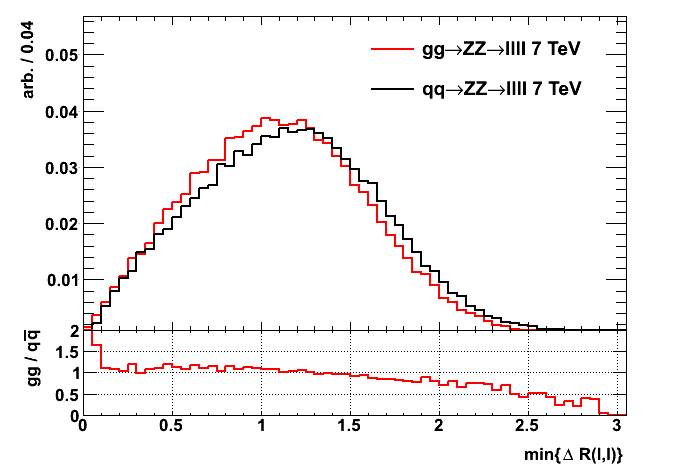 arb. / 0.04
0.05
0.04
0.03
0.02
0.01
gg→ZZ→llll 7 TeV
qq→ZZ→llll 7 TeV
gg / qq̅
2
1.5
1
0.5
0
0 0.5 1 1.5 2 2.5 3
min{Δ R(l,l)}